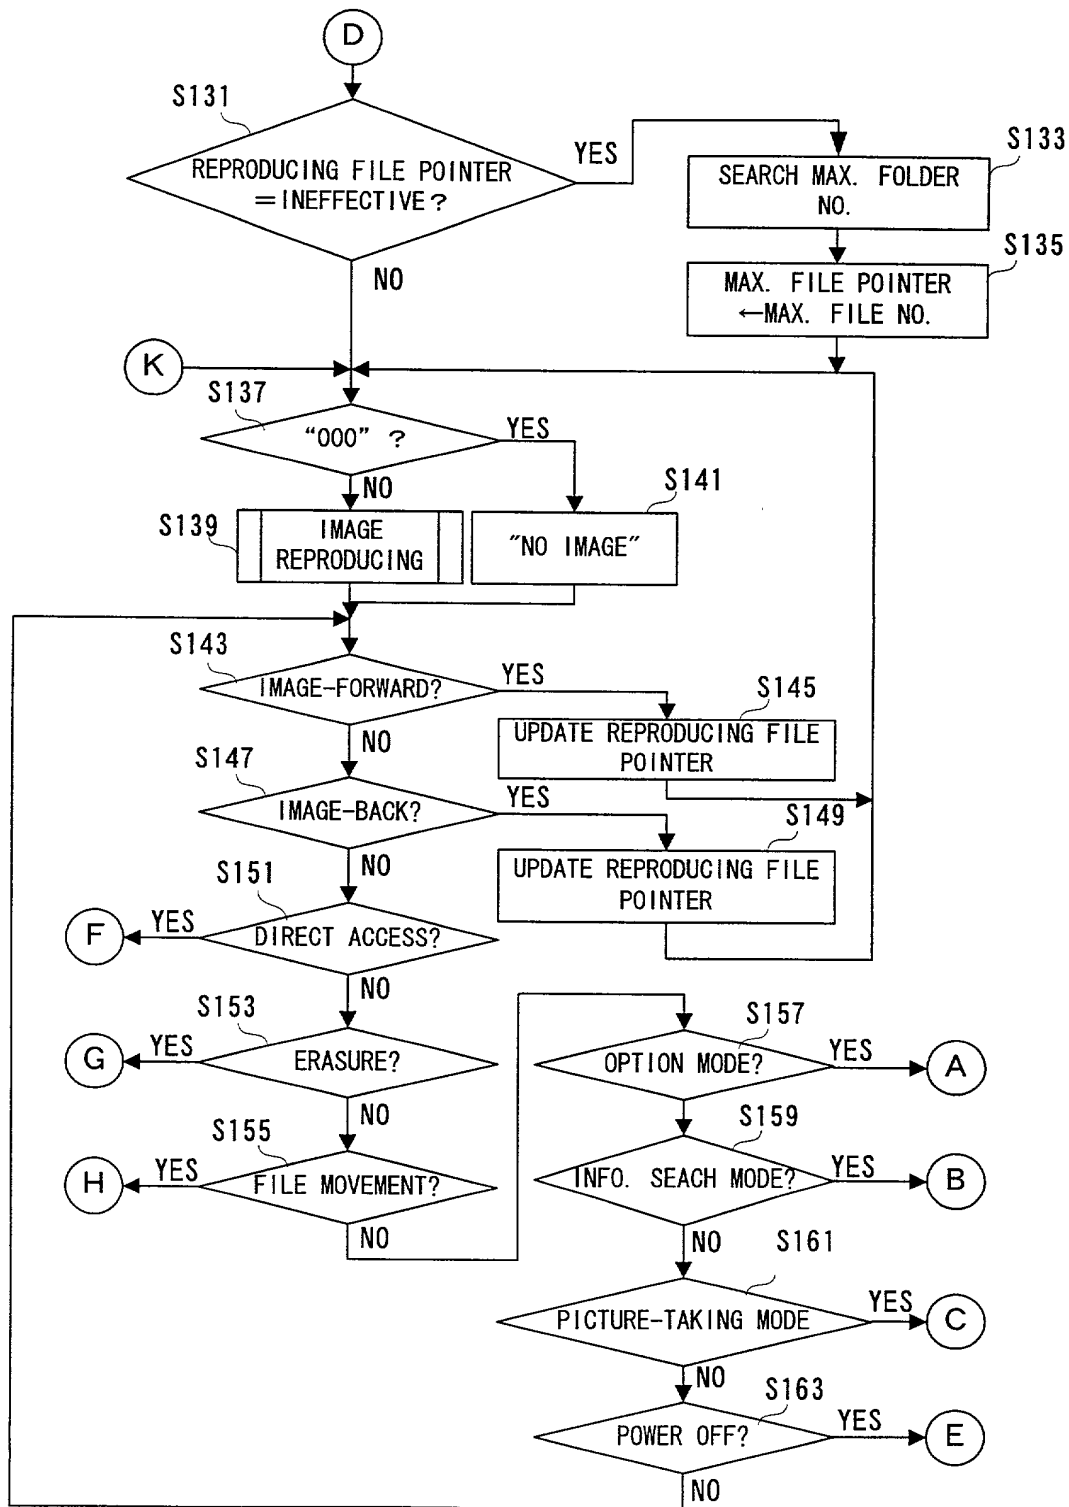 D
S131
REPRODUCING FILE POINTER
=INEFFECTIVE?
YES
NO
S133
SEARCH MAX. FOLDER
NO.
S135
MAX. FILE POINTER
←MAX. FILE NO.
K
S137
“000” ?
YES
NO
S139
IMAGE
REPRODUCING
S141
"NO IMAGE"
S143
IMAGE-FORWARD?
YES
NO
S145
UPDATE REPRODUCING FILE
POINTER
S147
IMAGE-BACK?
YES
NO
S149
UPDATE REPRODUCING FILE
POINTER
S151
DIRECT ACCESS?
YES
F
NO
S153
ERASURE?
YES
G
NO
S155
FILE MOVEMENT?
YES
H
NO
S157
OPTION MODE?
YES
A
NO
S159
INFO. SEACH MODE?
YES
B
NO
S161
PICTURE-TAKING MODE
YES
C
NO
S163
POWER OFF?
YES
E
NO